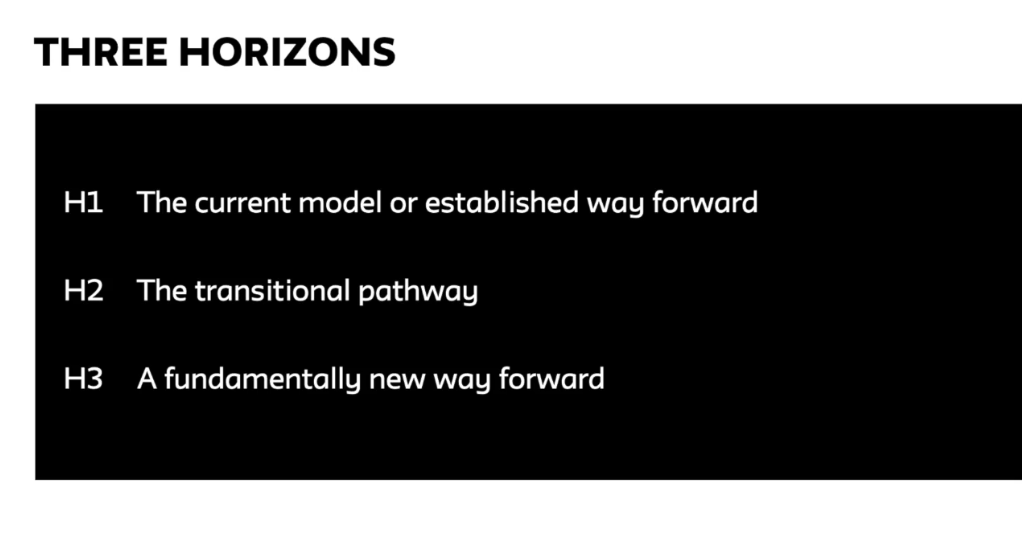 THREE HORIZONS
H1 The current model or established way forward
H2 The transitional pathway
H3 A fundamentally new way forward